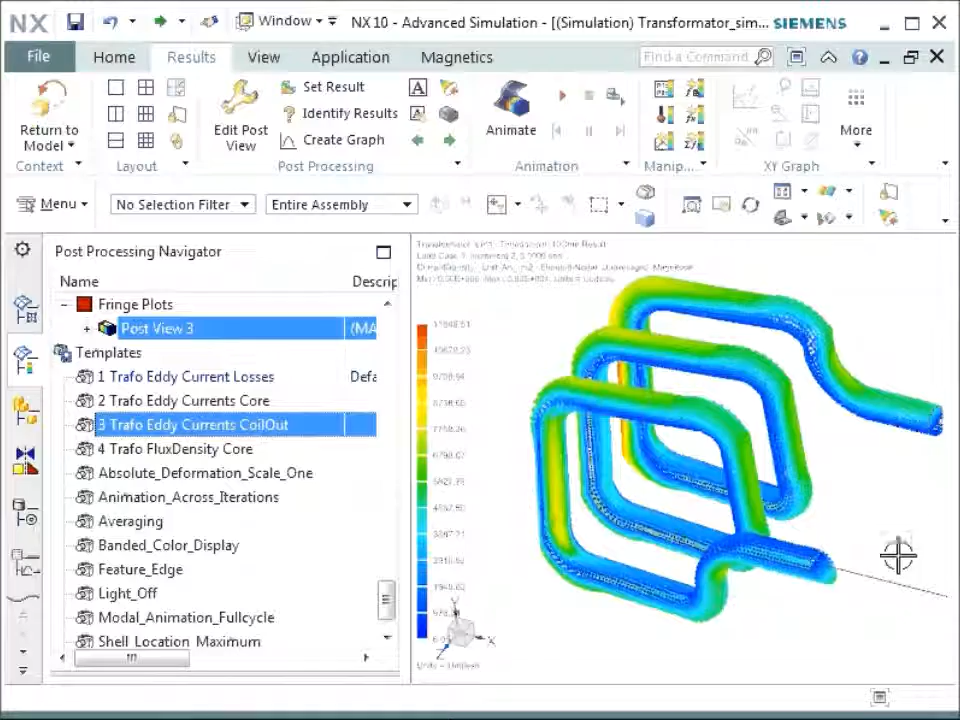 NX
Window
NX 10 - Advanced Simulation - [(Simulation) Transformator_sim...
SIEMENS
File
Home
Results
View
Application
Magnetics
Find a Command
Return to
Model
Context
Layout
Edit Post
View
Set Result
Identify Results
Create Graph
Post Processing
Animate
Animation
Manip...
XY Graph
More
Menu
No Selection Filter
Entire Assembly
Post Processing Navigator
Name
Descrip
Fringe Plots
Post View 3
(MA
Templates
1 Trafo Eddy Current Losses
Defa
2 Trafo Eddy Currents Core
3 Trafo Eddy Currents CoilOut
4 Trafo FluxDensity Core
Absolute_Deformation_Scale_One
Animation_Across_Iterations
Averaging
Banded_Color_Display
Feature_Edge
Light_Off
Modal_Animation_Fullcycle
Shell_Location_Maximum
Y
X
Z